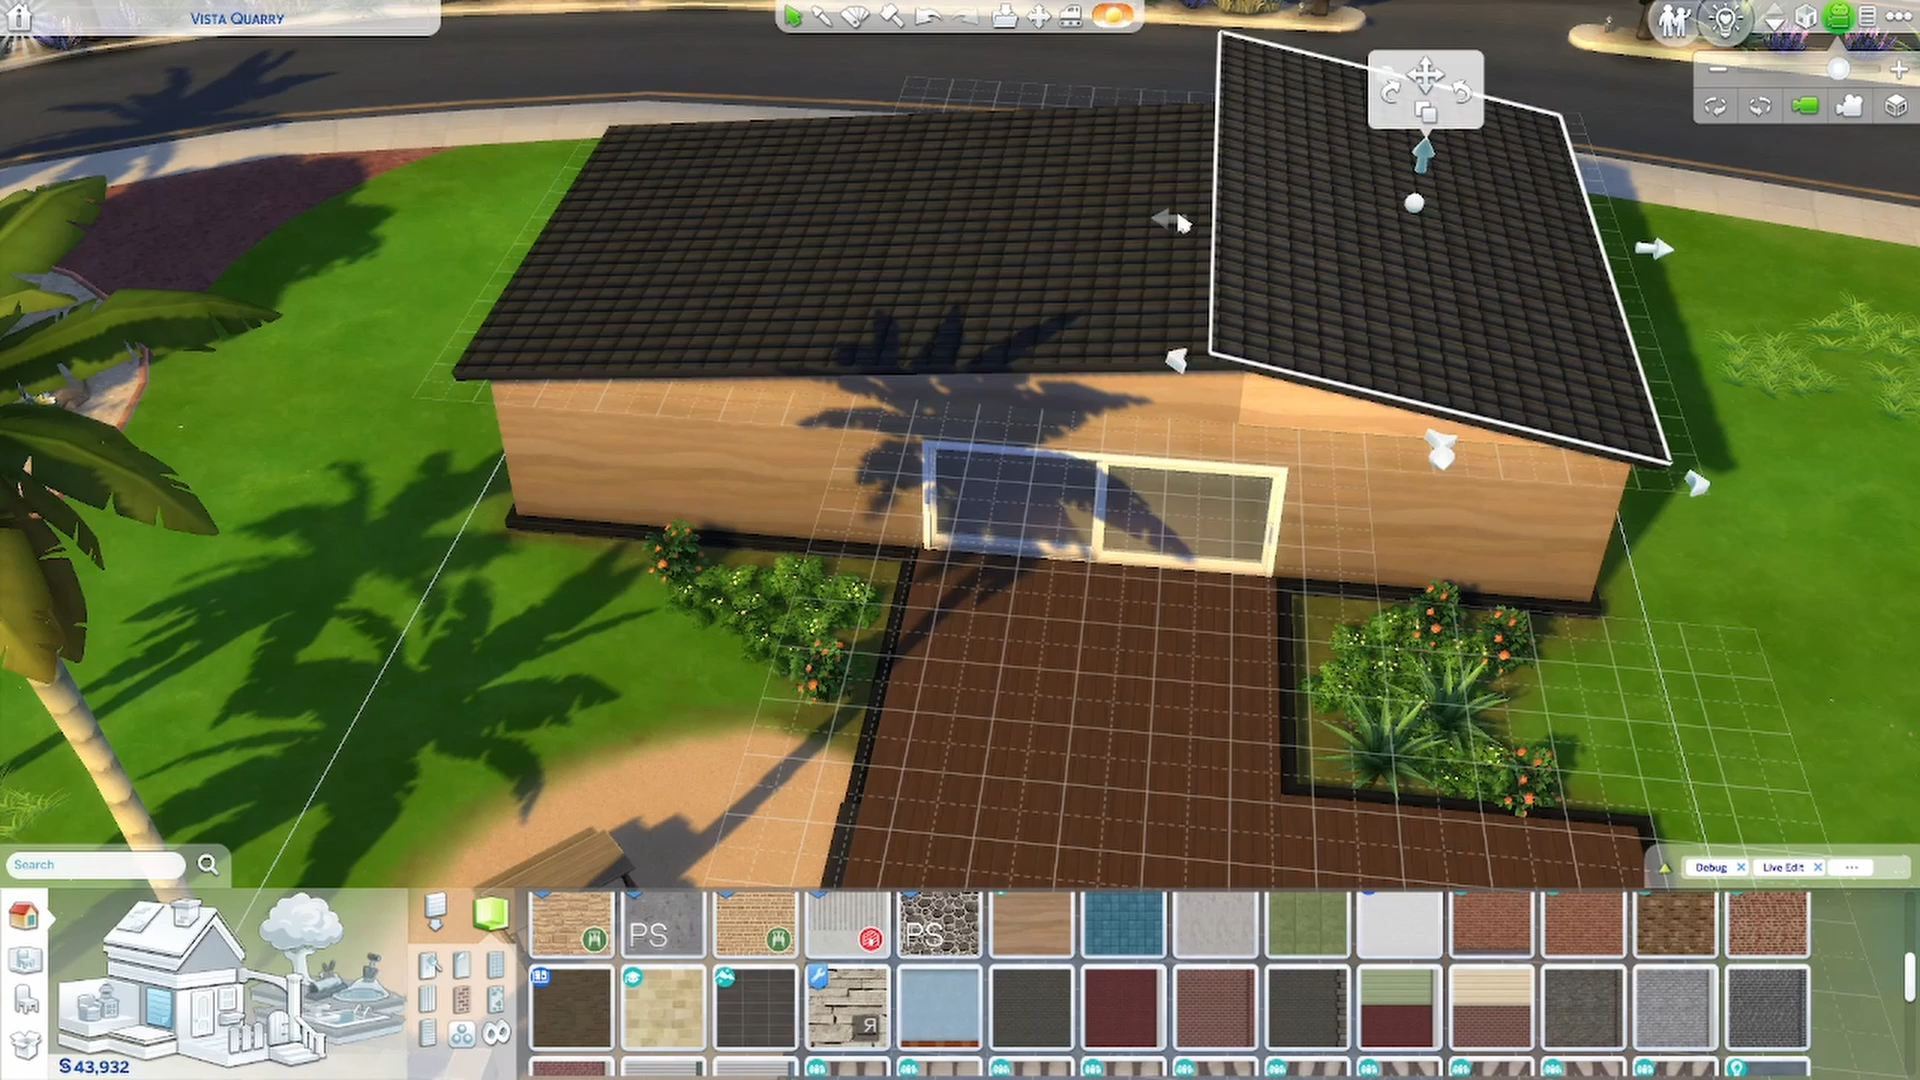 VISTA QUARRY
Search
Debug
Live Edit
PS
PS
R
§43,932